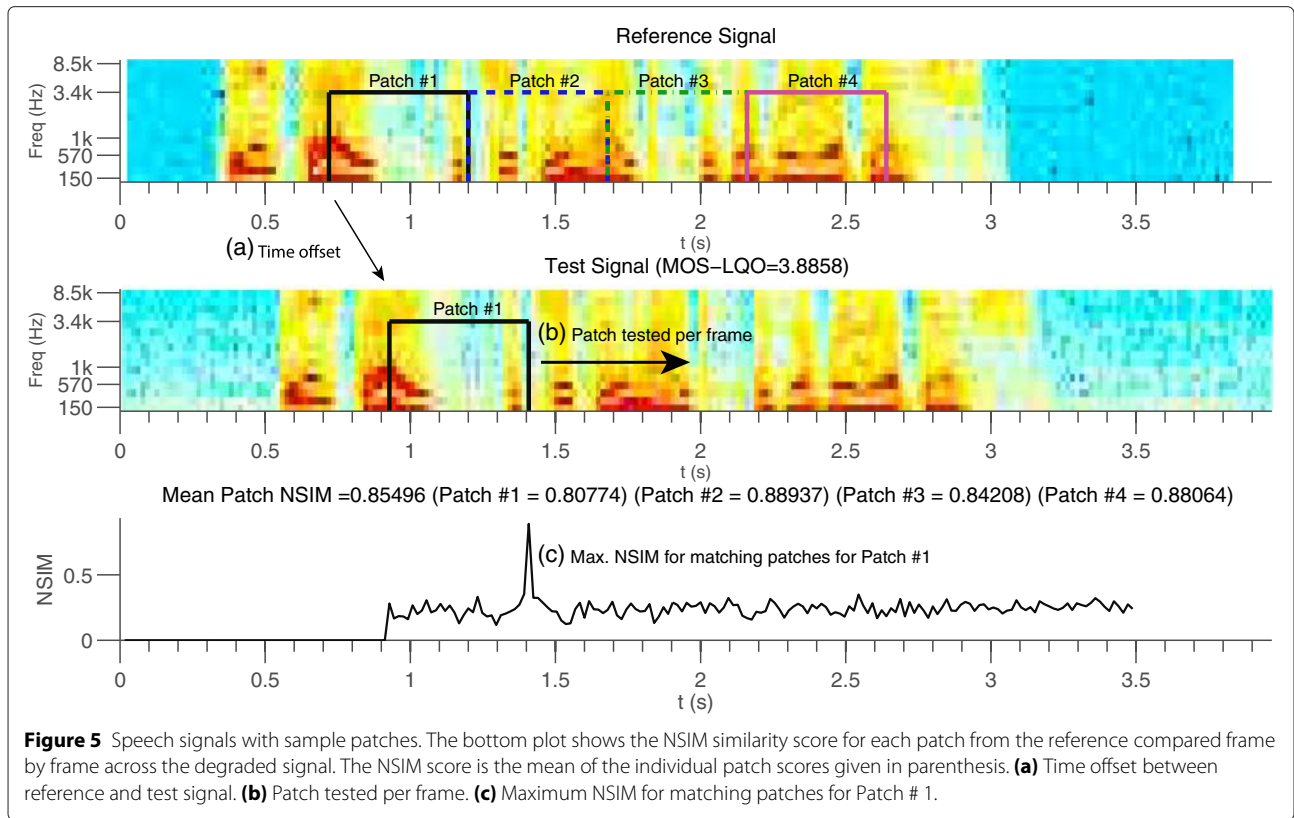 Reference Signal
8.5k
3.4k
1k
570
150
Freq (Hz)
Patch #1
Patch #2
Patch #3
Patch #4
0 0.5 1 1.5 2 2.5 3 3.5
t (s)
(a) Time offset
Test Signal (MOS−LQO=3.8858)
8.5k
3.4k
1k
570
150
Freq (Hz)
Patch #1
(b) Patch tested per frame
0 0.5 1 1.5 2 2.5 3 3.5
t (s)
Mean Patch NSIM =0.85496 (Patch #1 = 0.80774) (Patch #2 = 0.88937) (Patch #3 = 0.84208) (Patch #4 = 0.88064)
NSIM
0.5
0
(c) Max. NSIM for matching patches for Patch #1
0 0.5 1 1.5 2 2.5 3 3.5
t (s)
Figure 5 Speech signals with sample patches. The bottom plot shows the NSIM similarity score for each patch from the reference compared frame
by frame across the degraded signal. The NSIM score is the mean of the individual patch scores given in parenthesis. (a) Time offset between
reference and test signal. (b) Patch tested per frame. (c) Maximum NSIM for matching patches for Patch # 1.